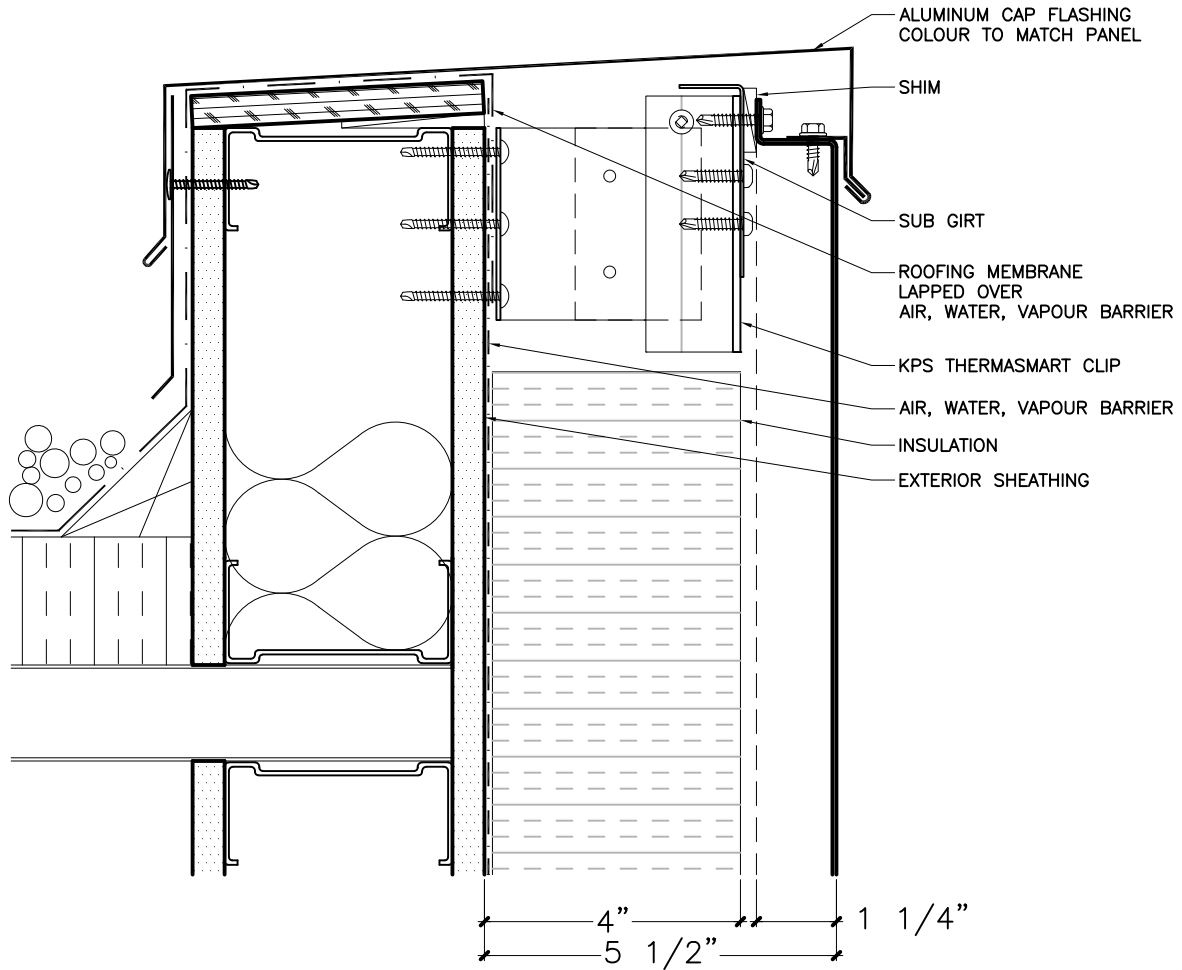 ALUMINUM CAP FLASHING
COLOUR TO MATCH PANEL
SHIM
SUB GIRT
ROOFING MEMBRANE
LAPPED OVER
AIR, WATER, VAPOUR BARRIER
KPS THERMASMART CLIP
AIR, WATER, VAPOUR BARRIER
INSULATION
EXTERIOR SHEATHING
4”
1 1/4”
5 1/2”